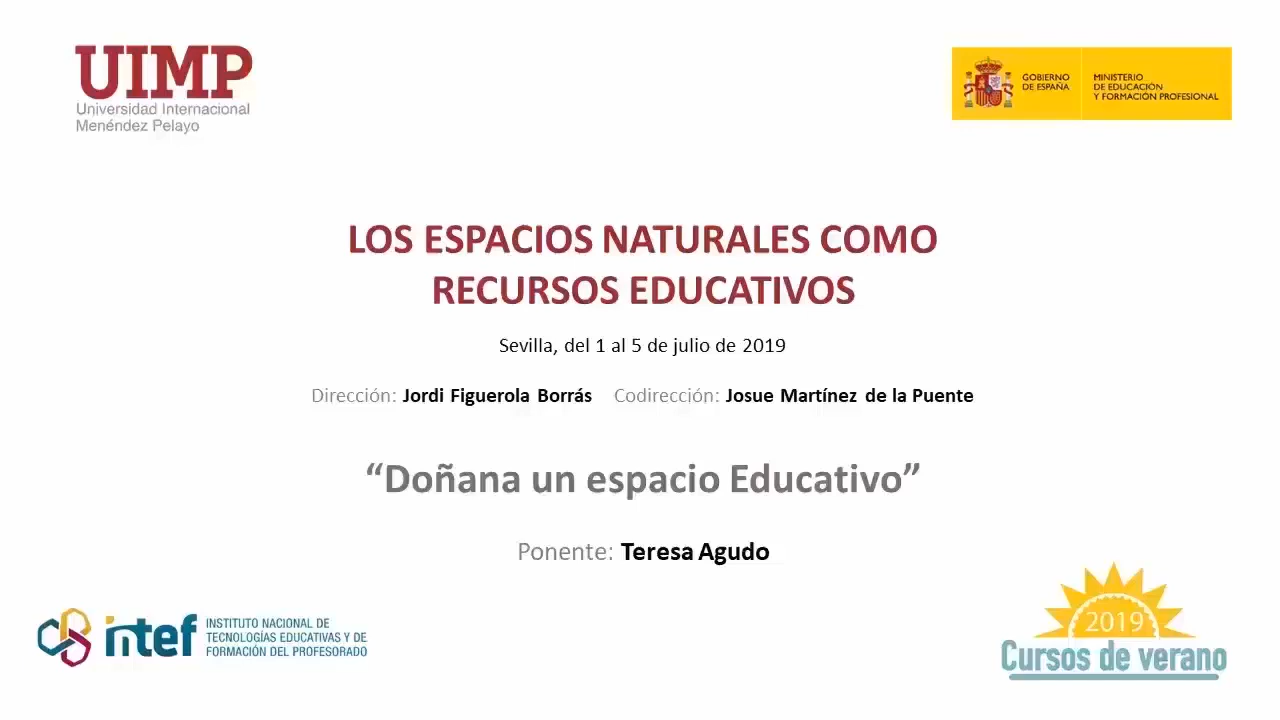 UIMP
Universidad Internacional
Menéndez Pelayo
GOBIERNO
DE ESPAÑA
MINISTERIO
DE EDUCACIÓN
Y FORMACIÓN PROFESIONAL
LOS ESPACIOS NATURALES COMO
RECURSOS EDUCATIVOS
Sevilla, del 1 al 5 de julio de 2019
Dirección: Jordi Figuerola Borrás Codirección: Josue Martínez de la Puente
“Doñana un espacio Educativo”
Ponente: Teresa Agudo
intef
INSTITUTO NACIONAL DE
TECNOLOGÍAS EDUCATIVAS Y DE
FORMACIÓN DEL PROFESORADO
2019
Cursos de verano